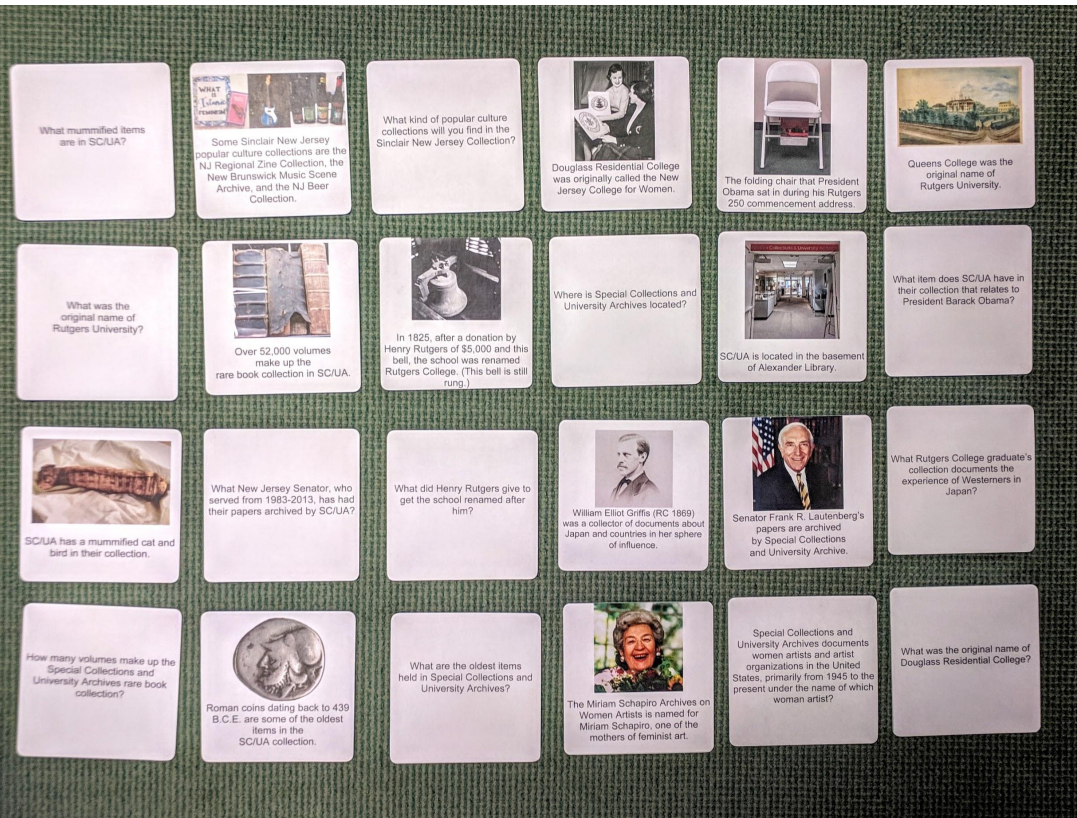 What mummified items
are in SC/UA?
WHAT
IS
Islamic
FEMINISM?
Some Sinclair New Jersey
popular culture collections are the
NJ Regional Zine Collection, the
New Brunswick Music Scene
Archive, and the NJ Beer
Collection.
What kind of popular culture
collections will you find in the
Sinclair New Jersey Collection?
Douglass Residential College
was originally called the New
Jersey College for Women.
The folding chair that President
Obama sat in during his Rutgers
250 commencement address.
Queens College was the
original name of
Rutgers University.
What was the
original name of
Rutgers University?
Over 52,000 volumes
make up the
rare book collection in SC/UA.
In 1825, after a donation by
Henry Rutgers of $5,000 and this
bell, the school was renamed
Rutgers College. (This bell is still
rung.)
Where is Special Collections and
University Archives located?
SC/UA is located in the basement
of Alexander Library.
What item does SC/UA have in
their collection that relates to
President Barack Obama?
SC/UA has a mummified cat and
bird in their collection.
What New Jersey Senator, who
served from 1983-2013, has had
their papers archived by SC/UA?
What did Henry Rutgers give to
get the school renamed after
him?
William Elliot Griffis (RC 1869)
was a collector of documents about
Japan and countries in her sphere
of influence.
Senator Frank R. Lautenberg's
papers are archived
by Special Collections
and University Archive.
What Rutgers College graduate's
collection documents the
experience of Westerners in
Japan?
How many volumes make up the
Special Collections and
University Archives rare book
collection?
Roman coins dating back to 439
B.C.E. are some of the oldest
items in the
SC/UA collection.
What are the oldest items
held in Special Collections and
University Archives?
The Miriam Schapiro Archives on
Women Artists is named for
Miriam Schapiro, one of the
mothers of feminist art.
Special Collections and
University Archives documents
women artists and artist
organizations in the United
States, primarily from 1945 to the
present under the name of which
woman artist?
What was the original name of
Douglass Residential College?